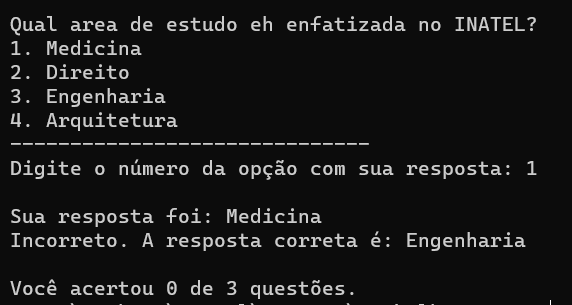 Qual area de estudo eh enfatizada no INATEL?
1. Medicina
2. Direito
3. Engenharia
4. Arquitetura
------------------------------
Digite o número da opção com sua resposta: 1
Sua resposta foi: Medicina
Incorreto. A resposta correta é: Engenharia
Você acertou 0 de 3 questões.